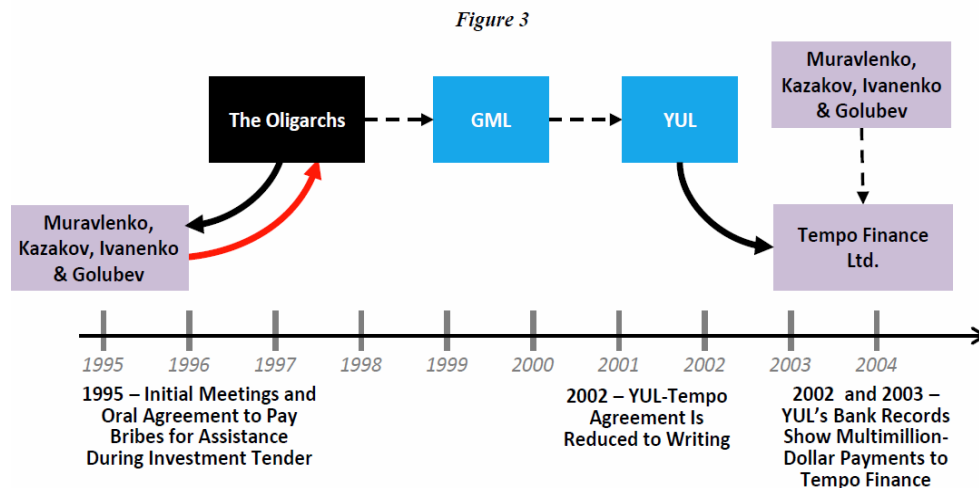 Figure 3
The Oligarchs
GML
YUL
Muravlenko,
Kazakov, Ivanenko
& Golubev
Muravlenko,
Kazakov, Ivanenko
& Golubev
Tempo Finance
Ltd.
1995
1996
1997
1998
1999
2000
2001
2002
2003
2004
1995 – Initial Meetings and
Oral Agreement to Pay
Bribes for Assistance
During Investment Tender
2002 – YUL-Tempo
Agreement Is
Reduced to Writing
2002 and 2003 –
YUL's Bank Records
Show Multimillion-
Dollar Payments to
Tempo Finance